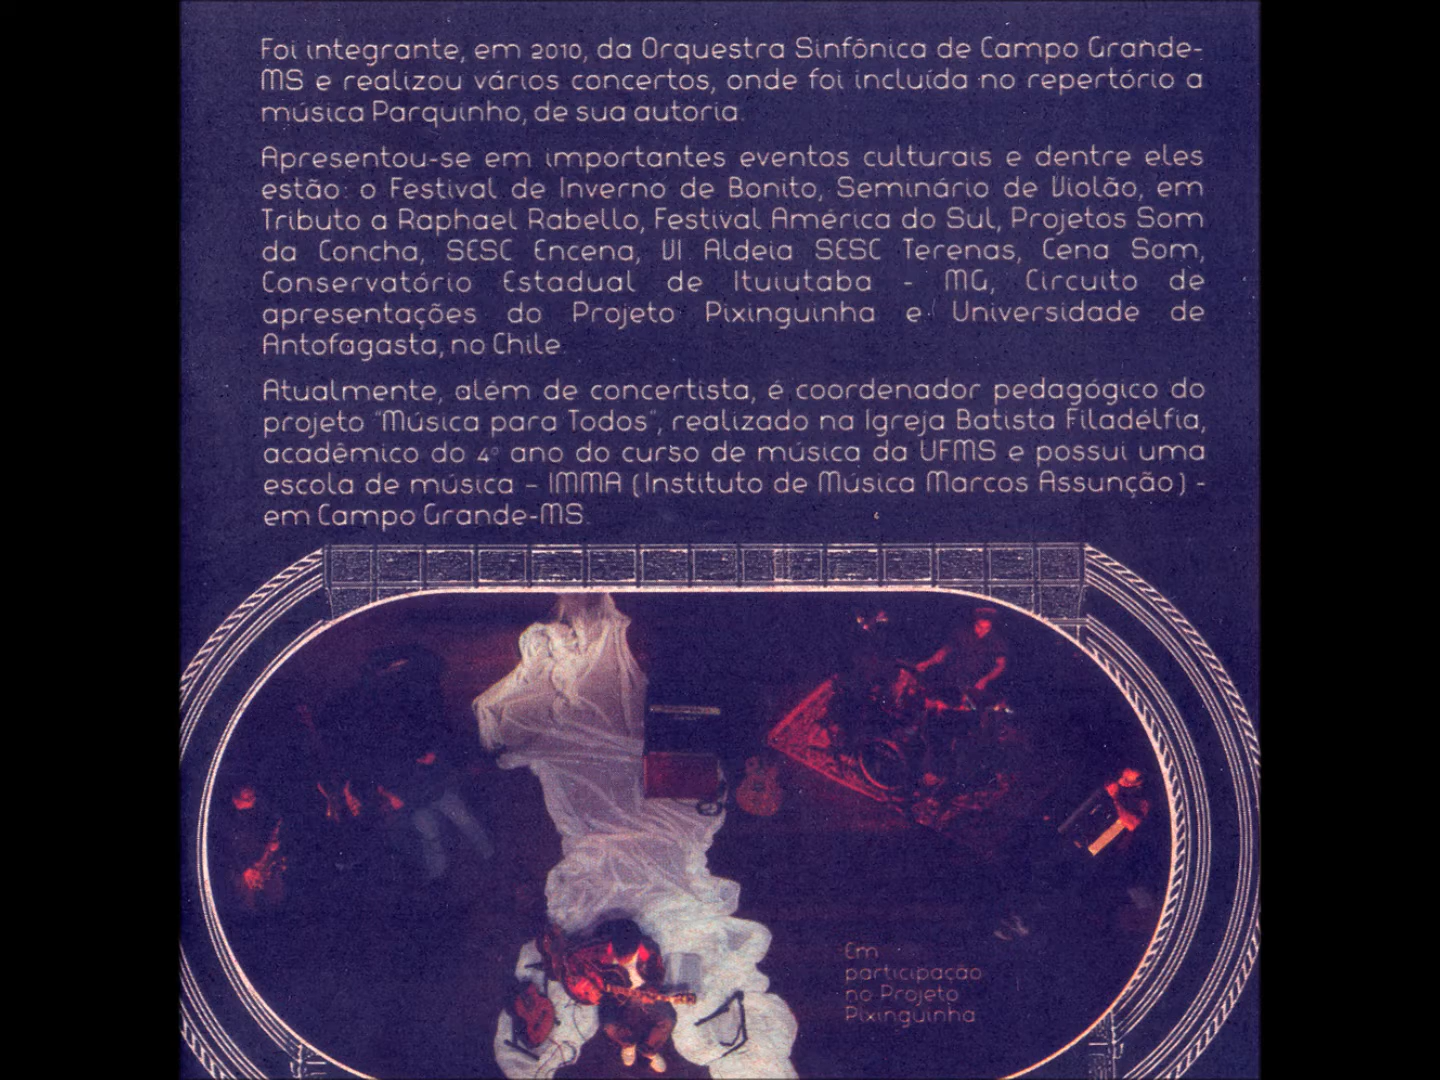 Foi integrante, em 2010, da Orquestra Sinfônica de Campo Grande-
MS e realizou vários concertos, onde foi incluída no repertório a
música Parquinho, de sua autoria.
Apresentou-se em importantes eventos culturais e dentre eles
estão: o Festival de Inverno de Bonito, Seminário de Violão, em
Tributo a Raphael Rabello, Festival América do Sul, Projetos Som
da Concha, SESC Encena, VI Aldeia SESC Terenas, Cena Som,
Conservatório Estadual de Ituiutaba - MG, Circuito de
apresentações do Projeto Pixinguinha e Universidade de
Antofagasta, no Chile.
Atualmente, além de concertista, é coordenador pedagógico do
projeto "Música para Todos", realizado na Igreja Batista Filadélfia,
acadêmico do 4º ano do curso de música da UFMS e possui uma
escola de música – IMMA (Instituto de Música Marcos Assunção) -
em Campo Grande-MS.
Em
participação
no Projeto
Pixinguinha